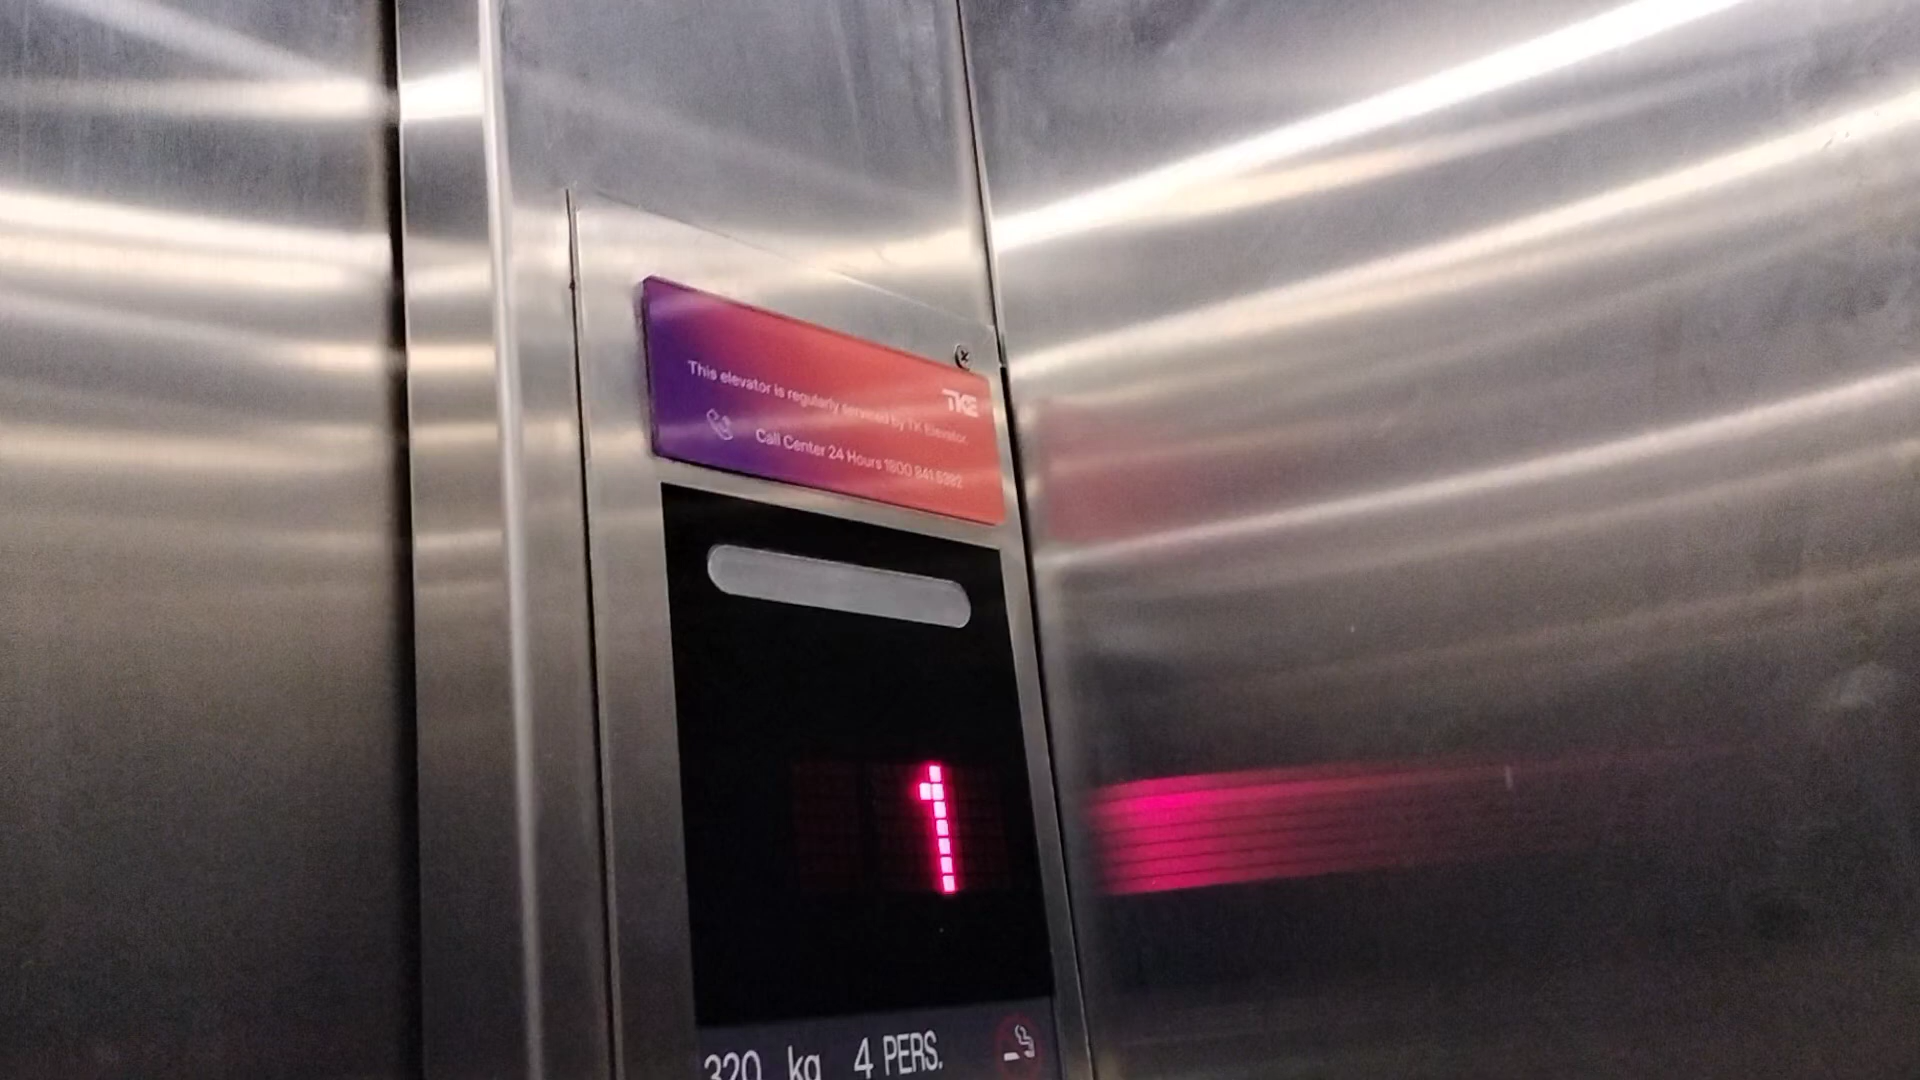 TKE
This elevator is regularly serviced by TK Elevator.
Call Center 24 Hours 1800 841 5382
1
320 kg 4 PERS.